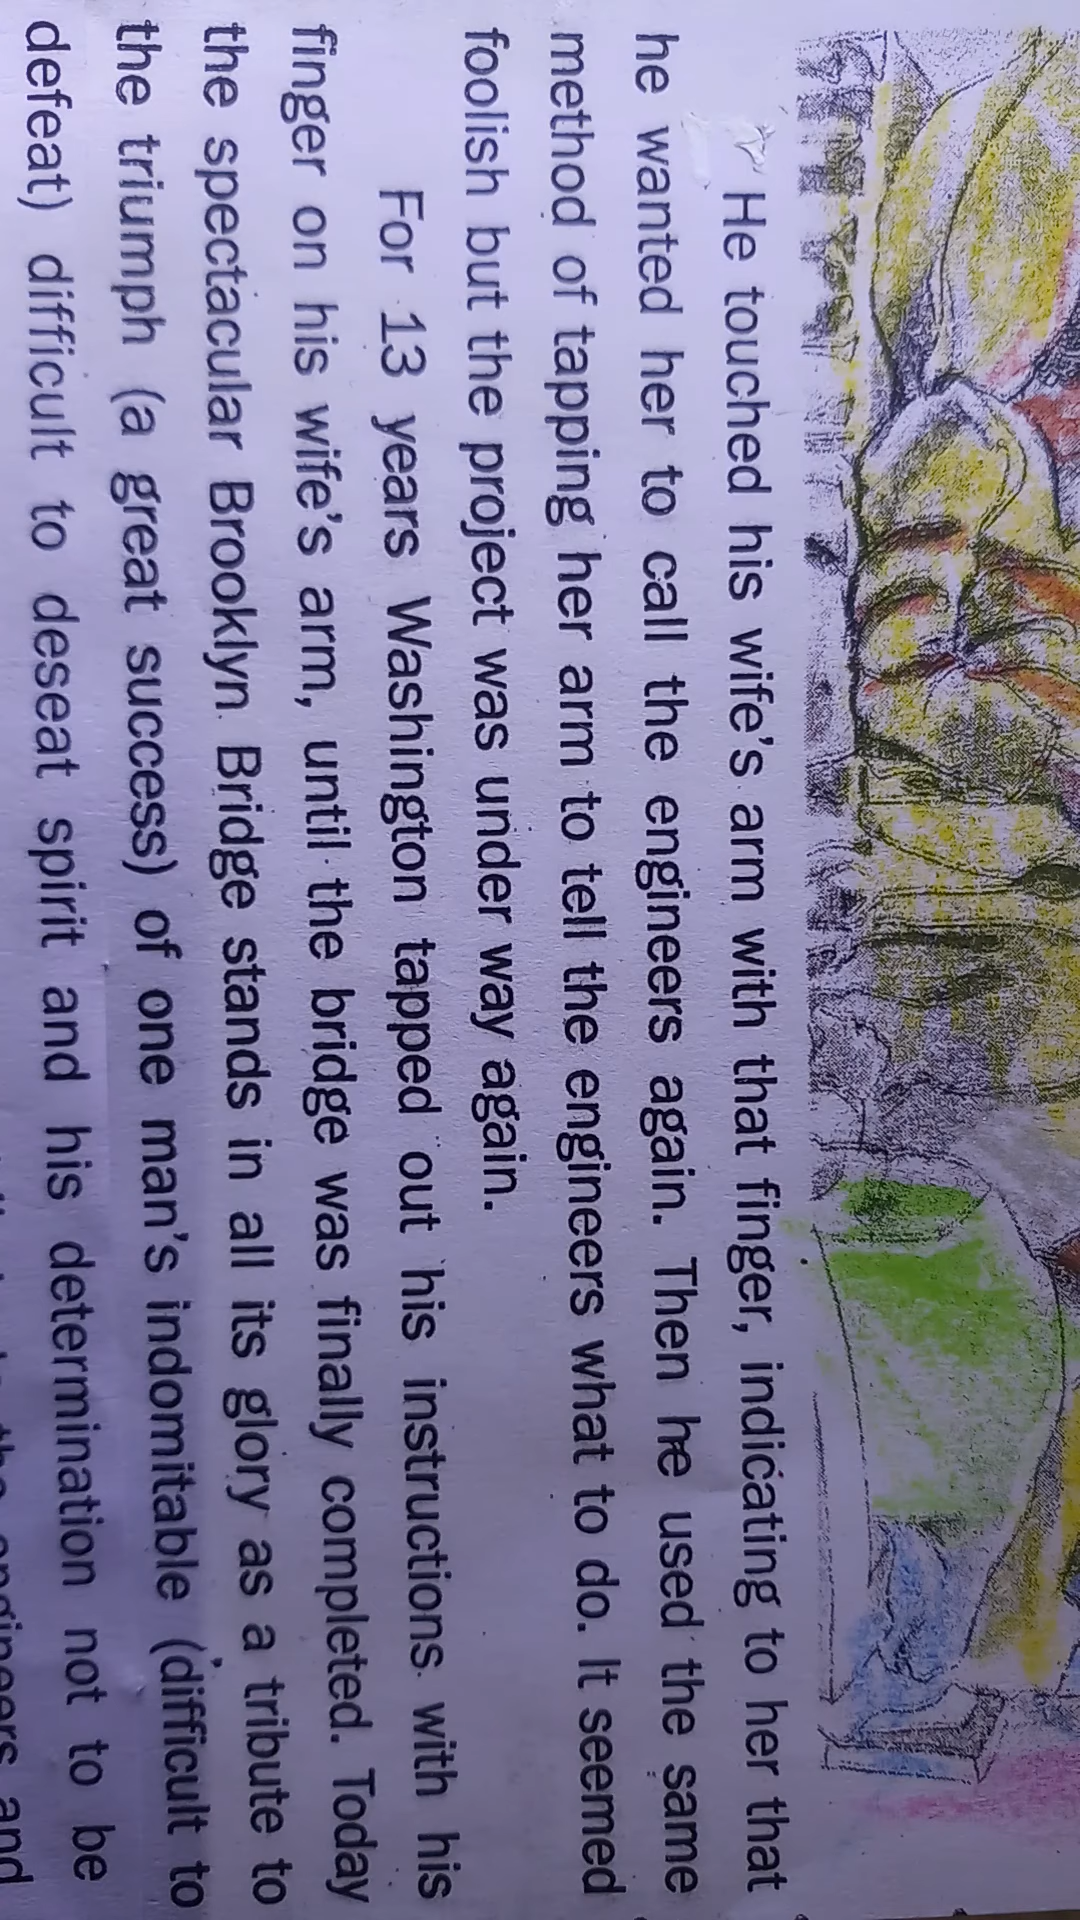 He touched his wife's arm with that finger, indicating to her that
he wanted her to call the engineers again. Then he used the same
method of tapping her arm to tell the engineers what to do. It seemed
foolish but the project was under way again.
For 13 years Washington tapped out his instructions with his
finger on his wife's arm, until the bridge was finally completed. Today
the spectacular Brooklyn Bridge stands in all its glory as a tribute to
the triumph (a great success) of one man's indomitable (difficult to
defeat) difficult to deseat spirit and his determination not to be
engineers and